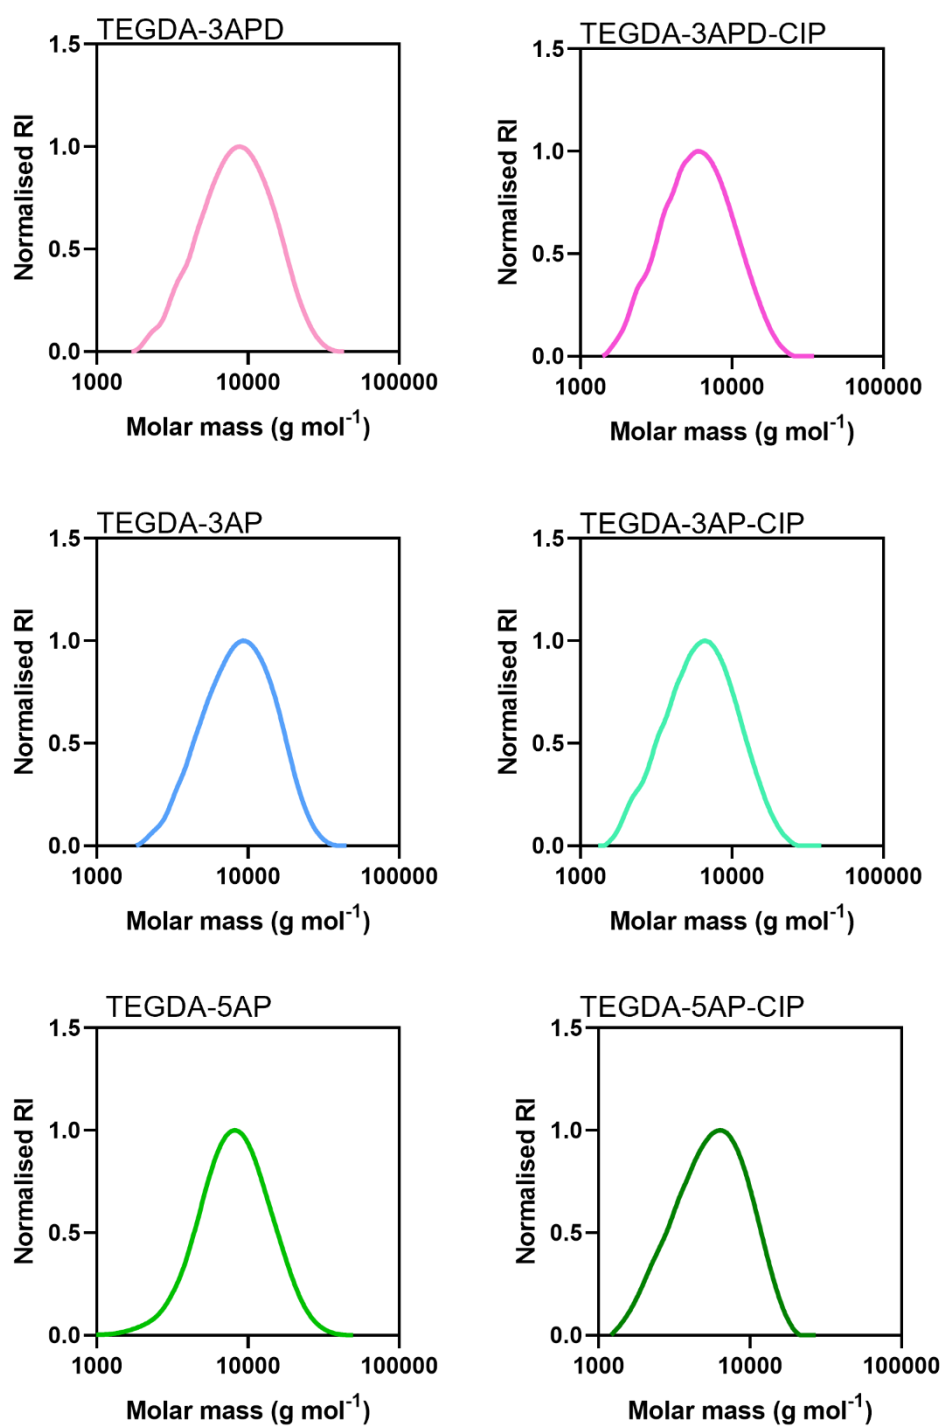 TEGDA-3APD
1.5
1.0
0.5
0.0
Normalised RI
1000 10000 100000
Molar mass (g mol⁻¹)
TEGDA-3APD-CIP
1.5
1.0
0.5
0.0
Normalised RI
1000 10000 100000
Molar mass (g mol⁻¹)
TEGDA-3AP
1.5
1.0
0.5
0.0
Normalised RI
1000 10000 100000
Molar mass (g mol⁻¹)
TEGDA-3AP-CIP
1.5
1.0
0.5
0.0
Normalised RI
1000 10000 100000
Molar mass (g mol⁻¹)
TEGDA-5AP
1.5
1.0
0.5
0.0
Normalised RI
1000 10000 100000
Molar mass (g mol⁻¹)
TEGDA-5AP-CIP
1.5
1.0
0.5
0.0
Normalised RI
1000 10000 100000
Molar mass (g mol⁻¹)